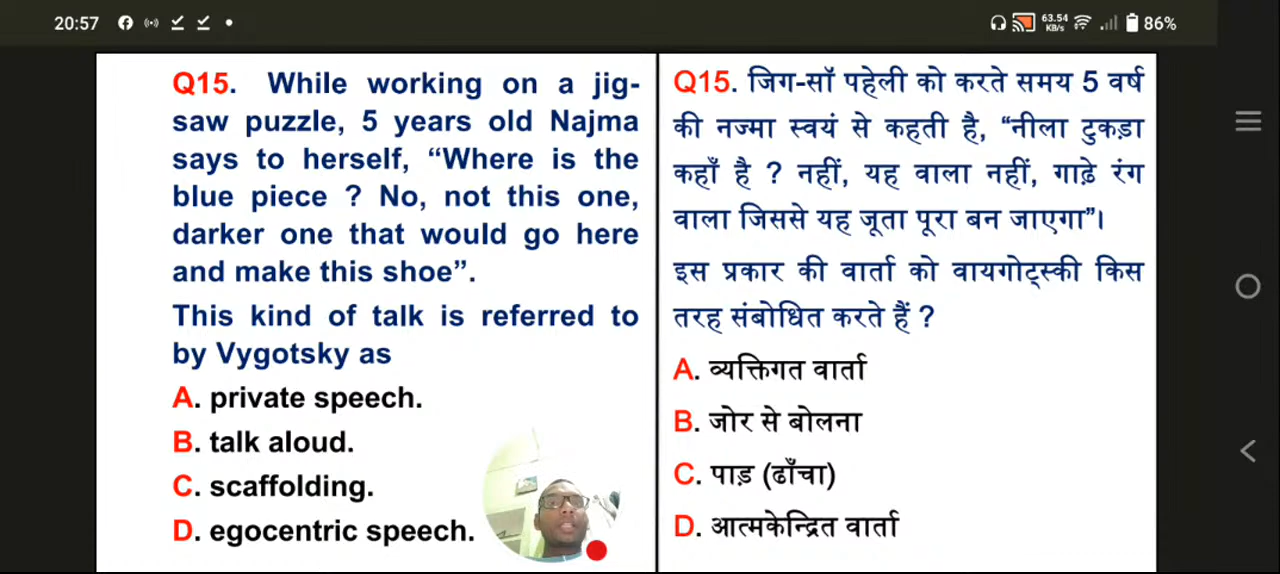 20:57
63.54
KB/s
86%
Q15. While working on a jig-
saw puzzle, 5 years old Najma
says to herself, “Where is the
blue piece ? No, not this one,
darker one that would go here
and make this shoe”.
This kind of talk is referred to
by Vygotsky as
A. private speech.
B. talk aloud.
C. scaffolding.
D. egocentric speech.
Q15. जिग-सॉ पहेली को करते समय 5 वर्ष
की नज्मा स्वयं से कहती है, “नीला टुकड़ा
कहाँ है ? नहीं, यह वाला नहीं, गाढ़े रंग
वाला जिससे यह जूता पूरा बन जाएगा”।
इस प्रकार की वार्ता को वायगोट्स्की किस
तरह संबोधित करते हैं ?
A. व्यक्तिगत वार्ता
B. जोर से बोलना
C. पाड़ (ढाँचा)
D. आत्मकेन्द्रित वार्ता